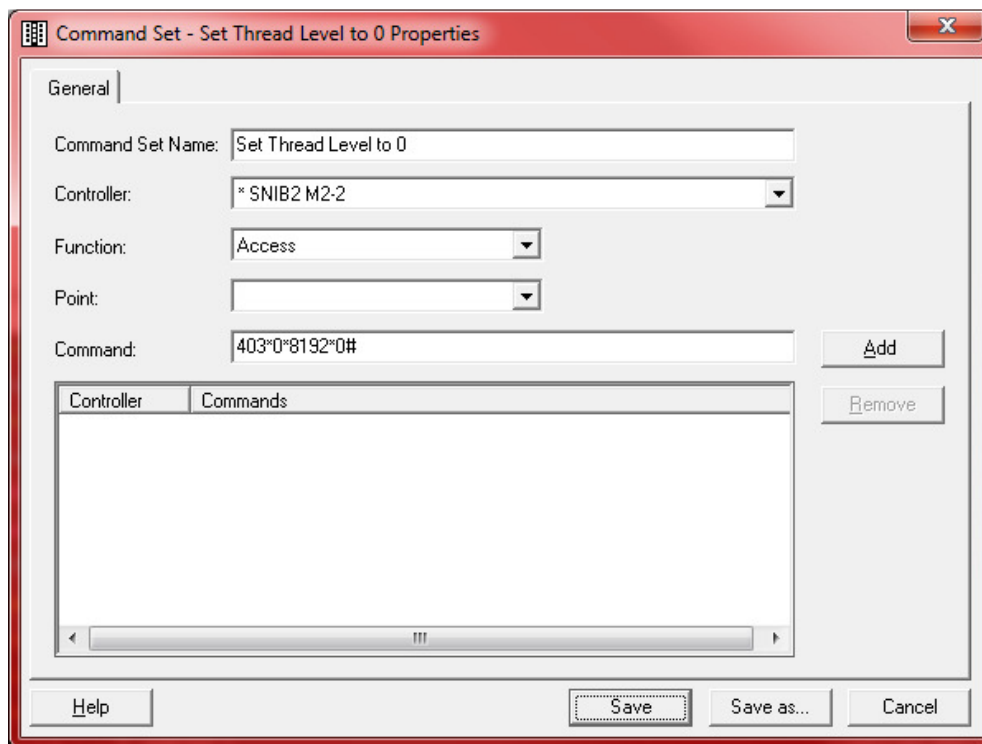 Command Set - Set Thread Level to 0 Properties
General
Command Set Name: Set Thread Level to 0
Controller: * SNIB2 M2-2
Function: Access
Point:
Command: 403*0*8192*0# Add
Controller Commands Remove
Help Save Save as... Cancel